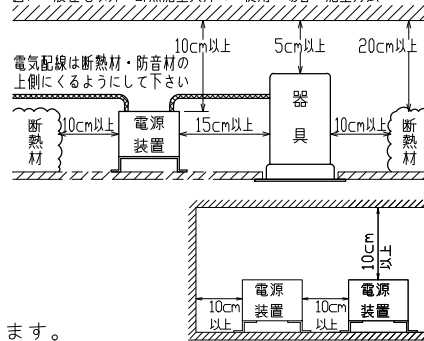 10cm以上
5cm以上
20cm以上
電気配線は断熱材・防音材の
上側にくるようにして下さい
断熱材
10cm以上
電源
装置
15cm以上
器具
10cm以上
断熱材
10cm
以上
10cm
以上
電源
装置
10cm
以上
電源
装置
ます。